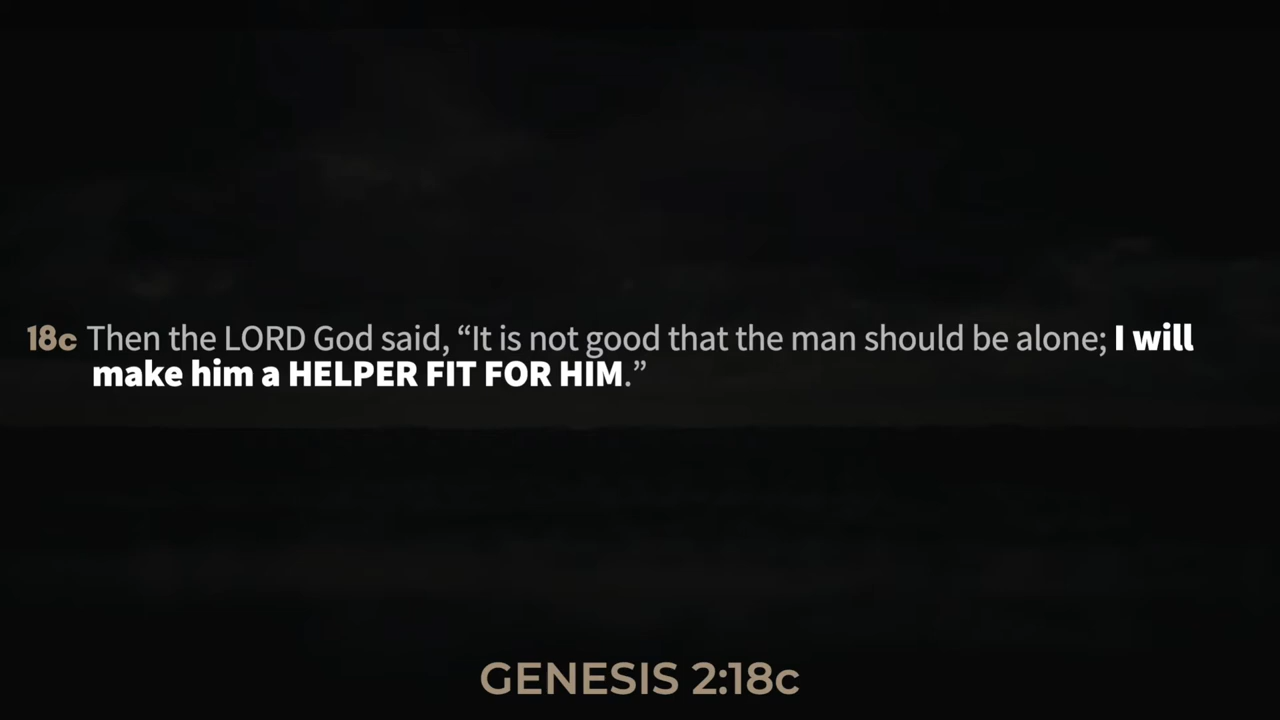 18c Then the LORD God said, “It is not good that the man should be alone; I will
make him a HELPER FIT FOR HIM.”
GENESIS 2:18c